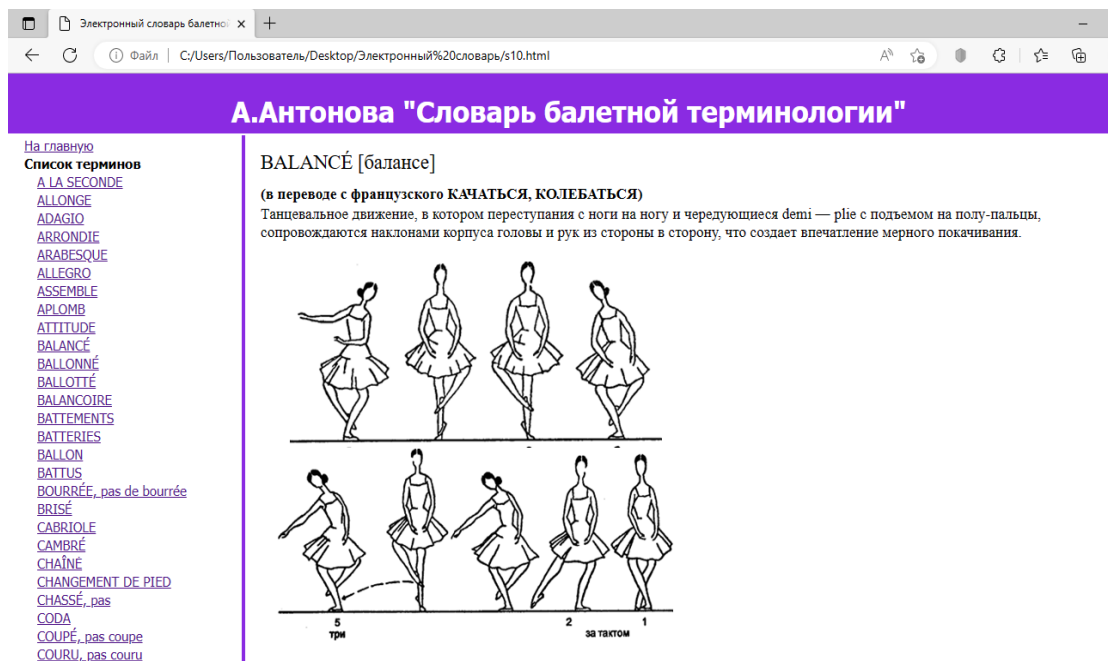 Электронный словарь балетно
Файл
C:/Users/Пользователь/Desktop/Электронный%20словарь/s10.html
А.Антонова "Словарь балетной терминологии"
На главную
Список терминов
A LA SECONDE
ALLONGE
ADAGIO
ARRONDIE
ARABESQUE
ALLEGRO
ASSEMBLE
APLOMB
ATTITUDE
BALANCÉ
BALLONNÉ
BALLOTTÉ
BALANCOIRE
BATTEMENTS
BATTERIES
BALLON
BATTUS
BOURRÉE, pas de bourrée
BRISÉ
CABRIOLE
CAMBRÉ
CHAÎNÉ
CHANGEMENT DE PIED
CHASSÉ, pas
CODA
COUPÉ, pas coupe
COURU, pas couru
BALANCÉ [балансе]
(в переводе с французского КАЧАТЬСЯ, КОЛЕБАТЬСЯ)
Танцевальное движение, в котором переступания с ноги на ногу и чередующиеся demi — plie с подъемом на полу-пальцы,
сопровождаются наклонами корпуса головы и рук из стороны в сторону, что создает впечатление мерного покачивания.
5 2 1
три за тактом